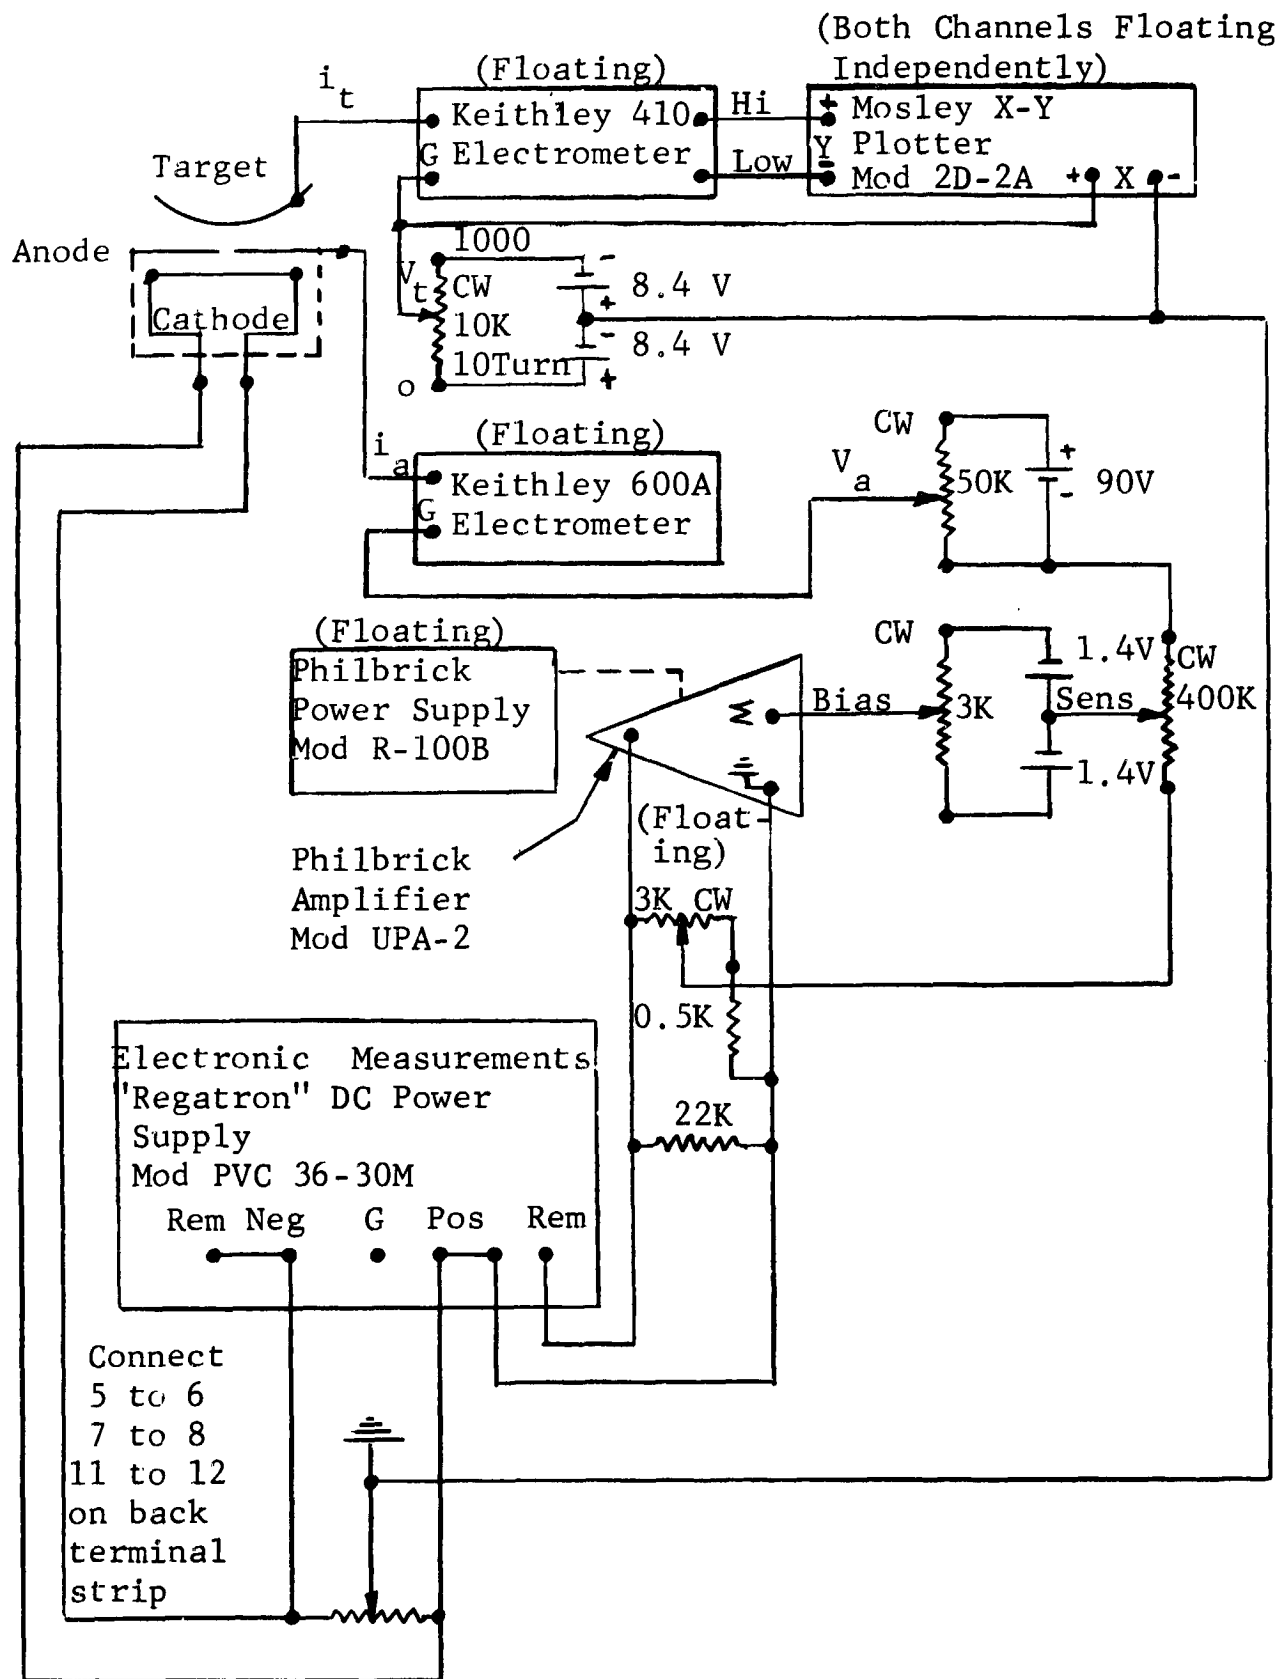 (Both Channels Floating
Independently)
(Floating)
i t
Keithley 410
G Electrometer
Hi
Low
+ Mosley X-Y
Y Plotter
- Mod 2D-2A + X -
Target
Anode
Cathode
1000
V t
CW
10K
10Turn
o
- 8.4 V
+
- 8.4 V
+
(Floating)
i a
Keithley 600A
G Electrometer
V a
CW
50K
+
- 90V
(Floating)
Philbrick
Power Supply
Mod R-100B
Σ
Bias
CW
3K
1.4V
Sens
1.4V
CW
400K
(Float-
ing)
Philbrick
Amplifier
Mod UPA-2
3K CW
0.5K
22K
Electronic Measurements
"Regatron" DC Power
Supply
Mod PVC 36-30M
Rem Neg G Pos Rem
Connect
5 to 6
7 to 8
11 to 12
on back
terminal
strip